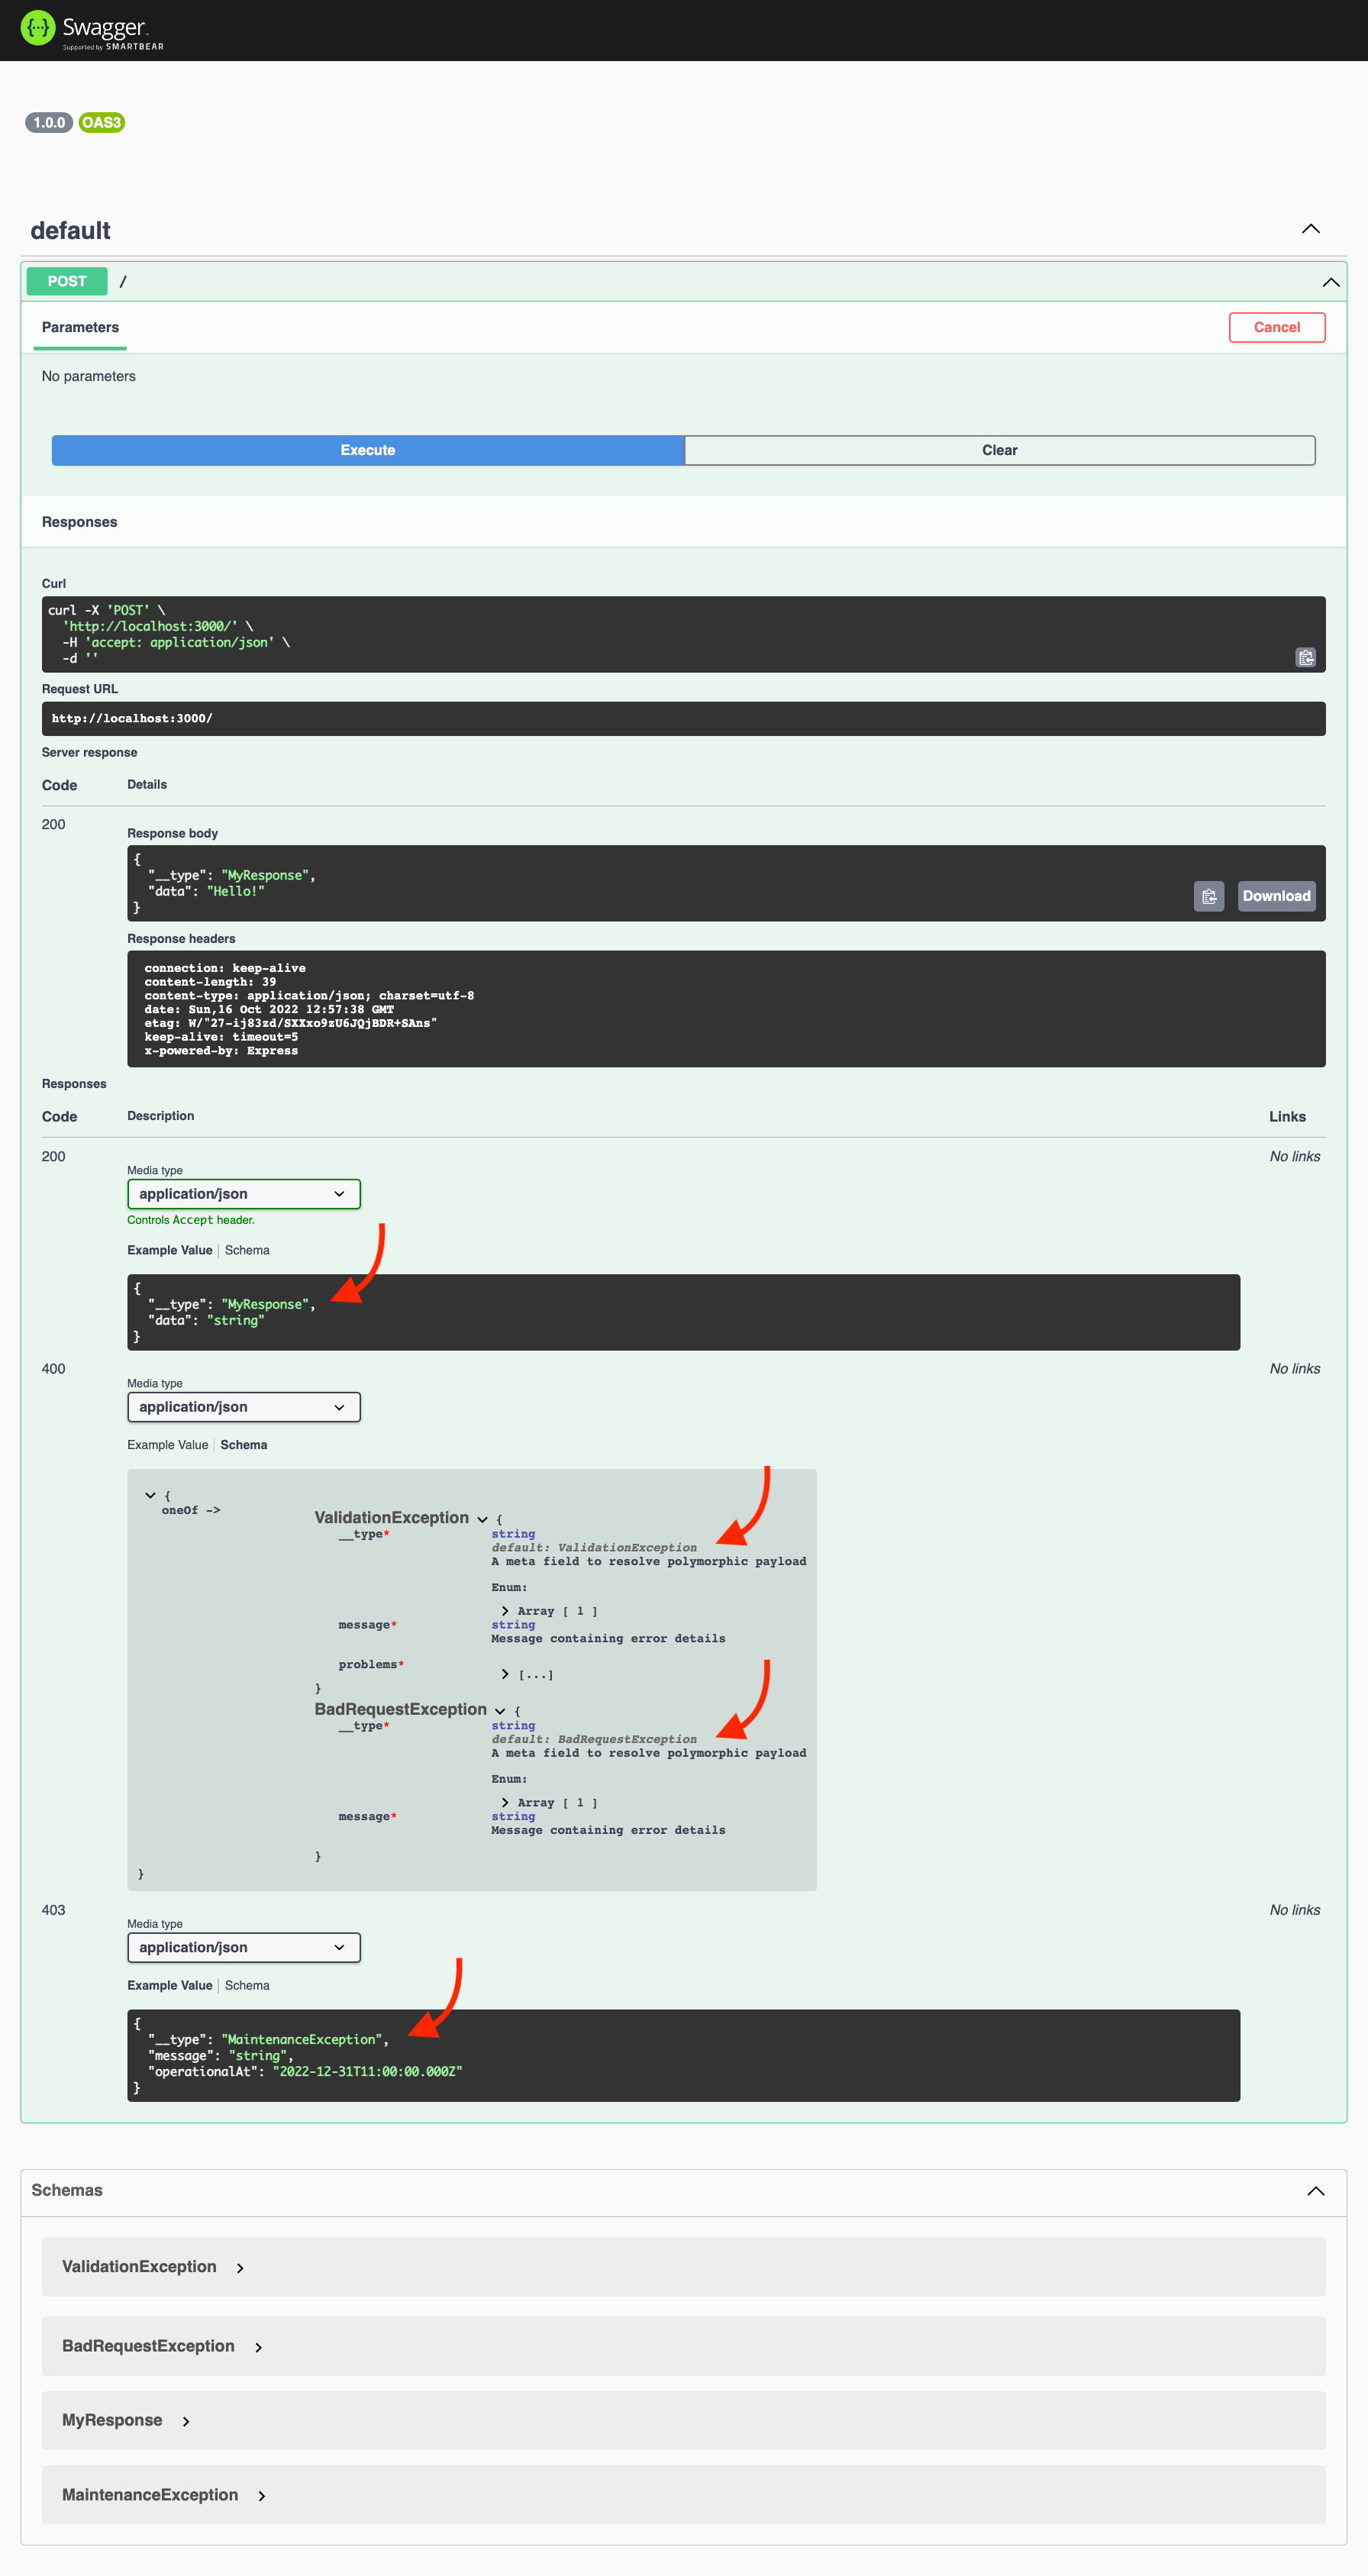 Swagger
Supported by SMARTBEAR
1.0.0 OAS3
default
POST /
Parameters
Cancel
No parameters
Execute
Clear
Responses
Curl
curl -X 'POST' \
'http://localhost:3000/' \
-H 'accept: application/json' \
-d ''
Request URL
http://localhost:3000/
Server response
Code Details
200
Response body
{
"__type": "MyResponse",
"data": "Hello!"
}
Download
Response headers
connection: keep-alive
content-length: 39
content-type: application/json; charset=utf-8
date: Sun,16 Oct 2022 12:57:38 GMT
etag: W/"27-ij83zd/SXXxo9zU6JQjBDR+SAns"
keep-alive: timeout=5
x-powered-by: Express
Responses
Code Description Links
200 No links
Media type
application/json
Controls Accept header.
Example Value Schema
{
"__type": "MyResponse",
"data": "string"
}
400 No links
Media type
application/json
Example Value Schema
{
oneOf ->
ValidationException {
__type* string
default: ValidationException
A meta field to resolve polymorphic payload
Enum:
Array [ 1 ]
message* string
Message containing error details
problems*
[...]
}
BadRequestException {
__type* string
default: BadRequestException
A meta field to resolve polymorphic payload
Enum:
Array [ 1 ]
message* string
Message containing error details
}
}
403 No links
Media type
application/json
Example Value Schema
{
"__type": "MaintenanceException",
"message": "string",
"operationalAt": "2022-12-31T11:00:00.000Z"
}
Schemas
ValidationException
BadRequestException
MyResponse
MaintenanceException